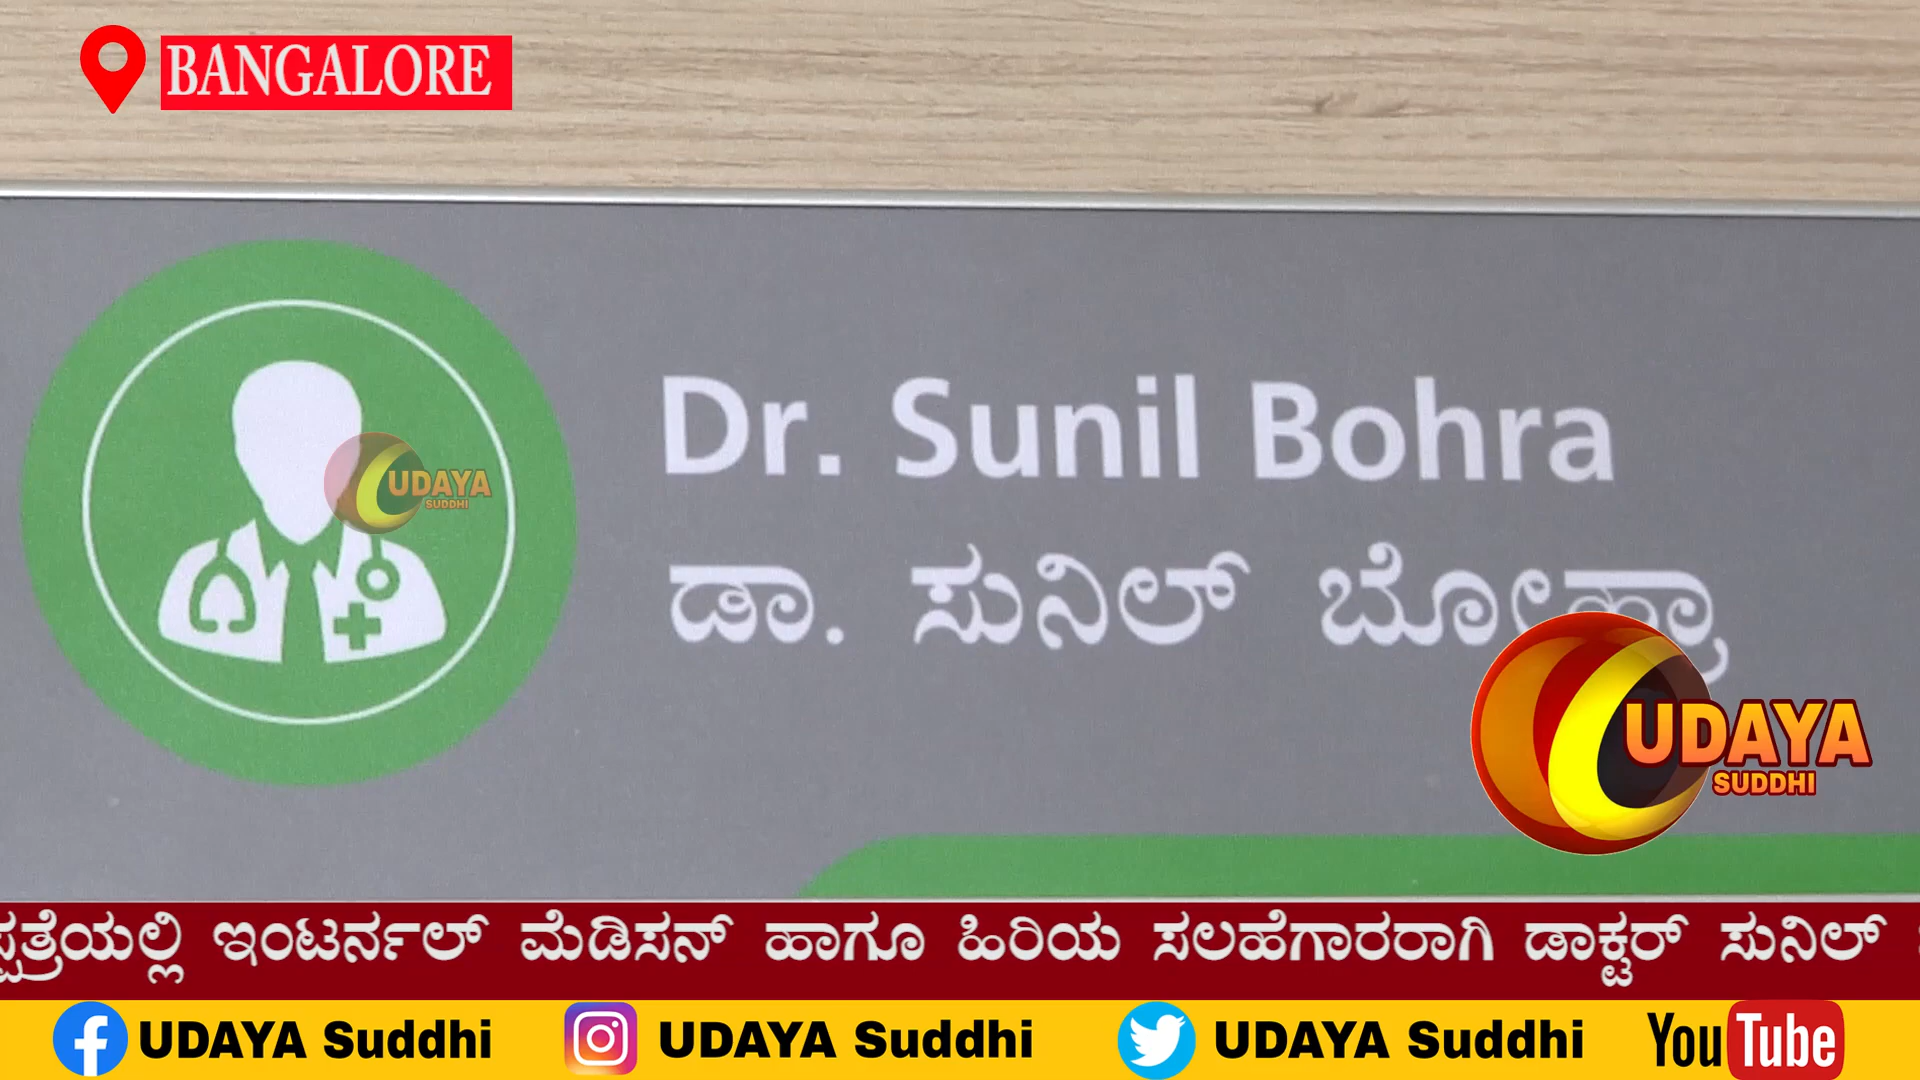 BANGALORE
Dr. Sunil Bohra
UDAYA
SUDDHI
ಡಾ. ಸುನಿಲ್ ಬೋಹ್ರಾ
UDAYA
SUDDHI
ಇಂಟರ್ನಲ್ ಮೆಡಿಸನ್ ಹಾಗೂ ಹಿರಿಯ ಸಲಹೆಗಾರರಾಗಿ ಡಾಕ್ಟರ್ ಸುನಿಲ್
UDAYA Suddhi UDAYA Suddhi UDAYA Suddhi YouTube